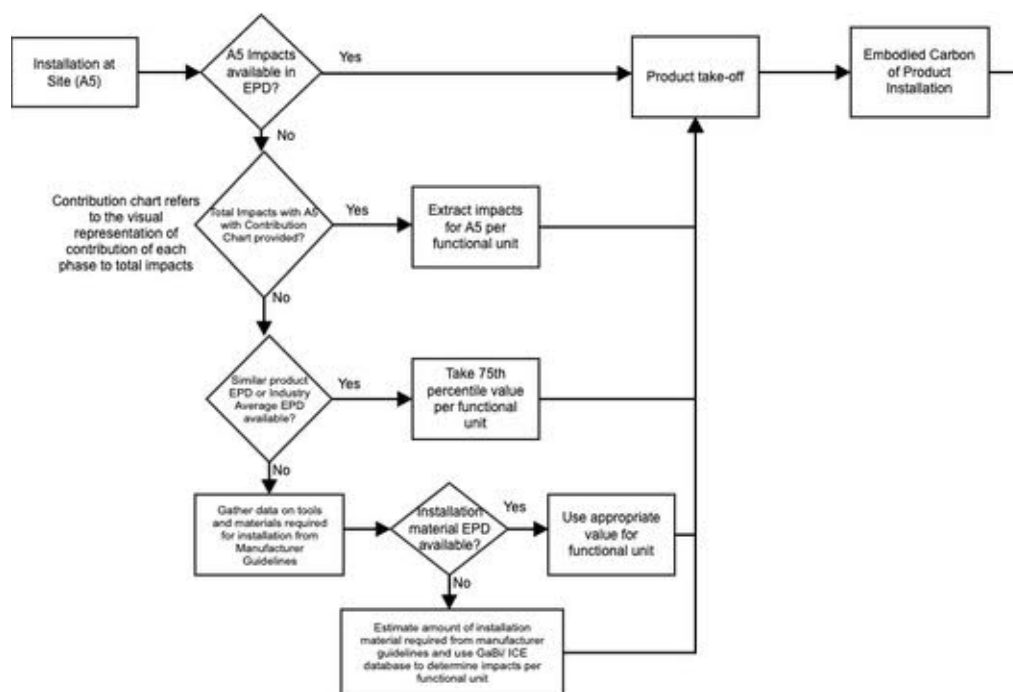 Installation at
Site (A5)
A5 Impacts
available in
EPD?
Yes
Product take-off
Embodied Carbon
of Product
Installation
No
Contribution chart refers
to the visual
representation of
contribution of each
phase to total impacts
Total Impacts with A5
with Contribution
Chart provided?
Yes
Extract impacts
for A5 per
functional unit
No
Similar product
EPD or Industry
Average EPD
available?
Yes
Take 75th
percentile value
per functional
unit
No
Gather data on tools
and materials required
for installation from
Manufacturer
Guidelines
Installation
material EPD
available?
Yes
Use appropriate
value for
functional unit
No
Estimate amount of installation
material required from manufacturer
guidelines and use GaBi/ ICE
database to determine impacts per
functional unit